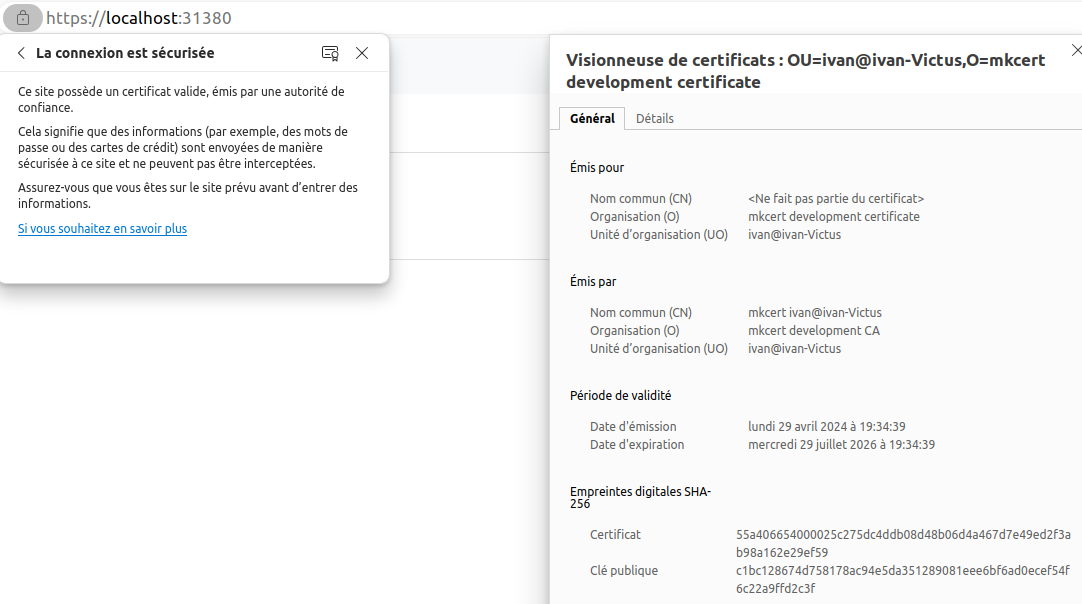 https://localhost:31380
La connexion est sécurisée
Ce site possède un certificat valide, émis par une autorité de
confiance.
Cela signifie que des informations (par exemple, des mots de
passe ou des cartes de crédit) sont envoyées de manière
sécurisée à ce site et ne peuvent pas être interceptées.
Assurez-vous que vous êtes sur le site prévu avant d’entrer des
informations.
Si vous souhaitez en savoir plus
Visionneuse de certificats : OU=ivan@ivan-Victus,O=mkcert
development certificate
Général Détails
Émis pour
Nom commun (CN) <Ne fait pas partie du certificat>
Organisation (O) mkcert development certificate
Unité d’organisation (UO) ivan@ivan-Victus
Émis par
Nom commun (CN) mkcert ivan@ivan-Victus
Organisation (O) mkcert development CA
Unité d’organisation (UO) ivan@ivan-Victus
Période de validité
Date d'émission lundi 29 avril 2024 à 19:34:39
Date d'expiration mercredi 29 juillet 2026 à 19:34:39
Empreintes digitales SHA-
256
Certificat 55a406654000025c275dc4ddb08d48b06d4a467d7e49ed2f3a
b98a162e29ef59
Clé publique c1bc128674d758178ac94e5da351289081eee6bf6ad0ecef54f
6c22a9ffd2c3f